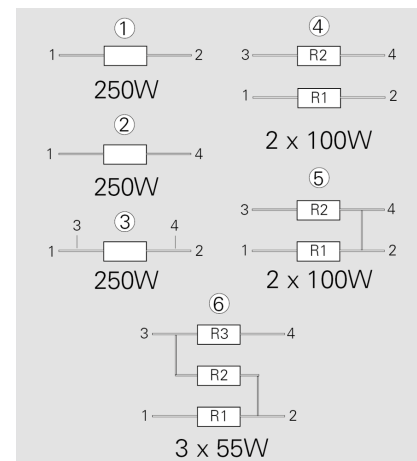 ①
1 2
250W
②
1 4
250W
③
3 4
1 2
250W
④
3 R2 4
1 R1 2
2 x 100W
⑤
3 R2 4
1 R1 2
2 x 100W
⑥
3 R3 4
R2
1 R1 2
3 x 55W